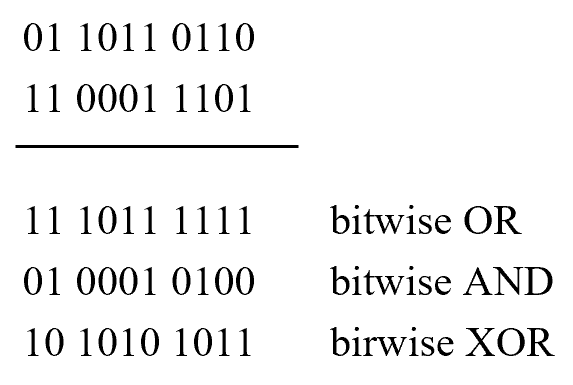 01 1011 0110
11 0001 1101
11 1011 1111 bitwise OR
01 0001 0100 bitwise AND
10 1010 1011 birwise XOR